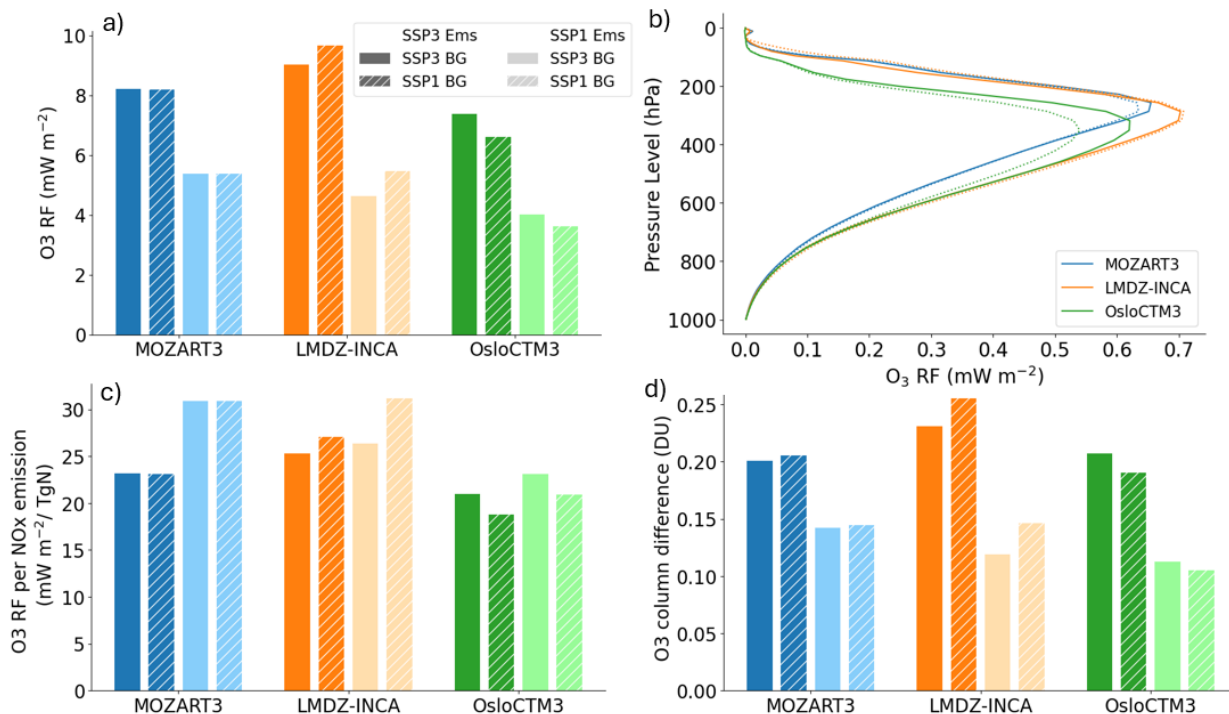 a)
O3 RF (mW m⁻²)
10
8
6
4
2
0
SSP3 Ems SSP1 Ems
SSP3 BG SSP3 BG
SSP1 BG SSP1 BG
MOZART3 LMDZ-INCA OsloCTM3
b)
Pressure Level (hPa)
0
200
400
600
800
1000
MOZART3
LMDZ-INCA
OsloCTM3
0.0 0.1 0.2 0.3 0.4 0.5 0.6 0.7
O₃ RF (mW m⁻²)
c)
O3 RF per NOx emission
(mW m⁻²/ TgN)
30
25
20
15
10
5
0
MOZART3 LMDZ-INCA OsloCTM3
d)
O3 column difference (DU)
0.25
0.20
0.15
0.10
0.05
0.00
MOZART3 LMDZ-INCA OsloCTM3